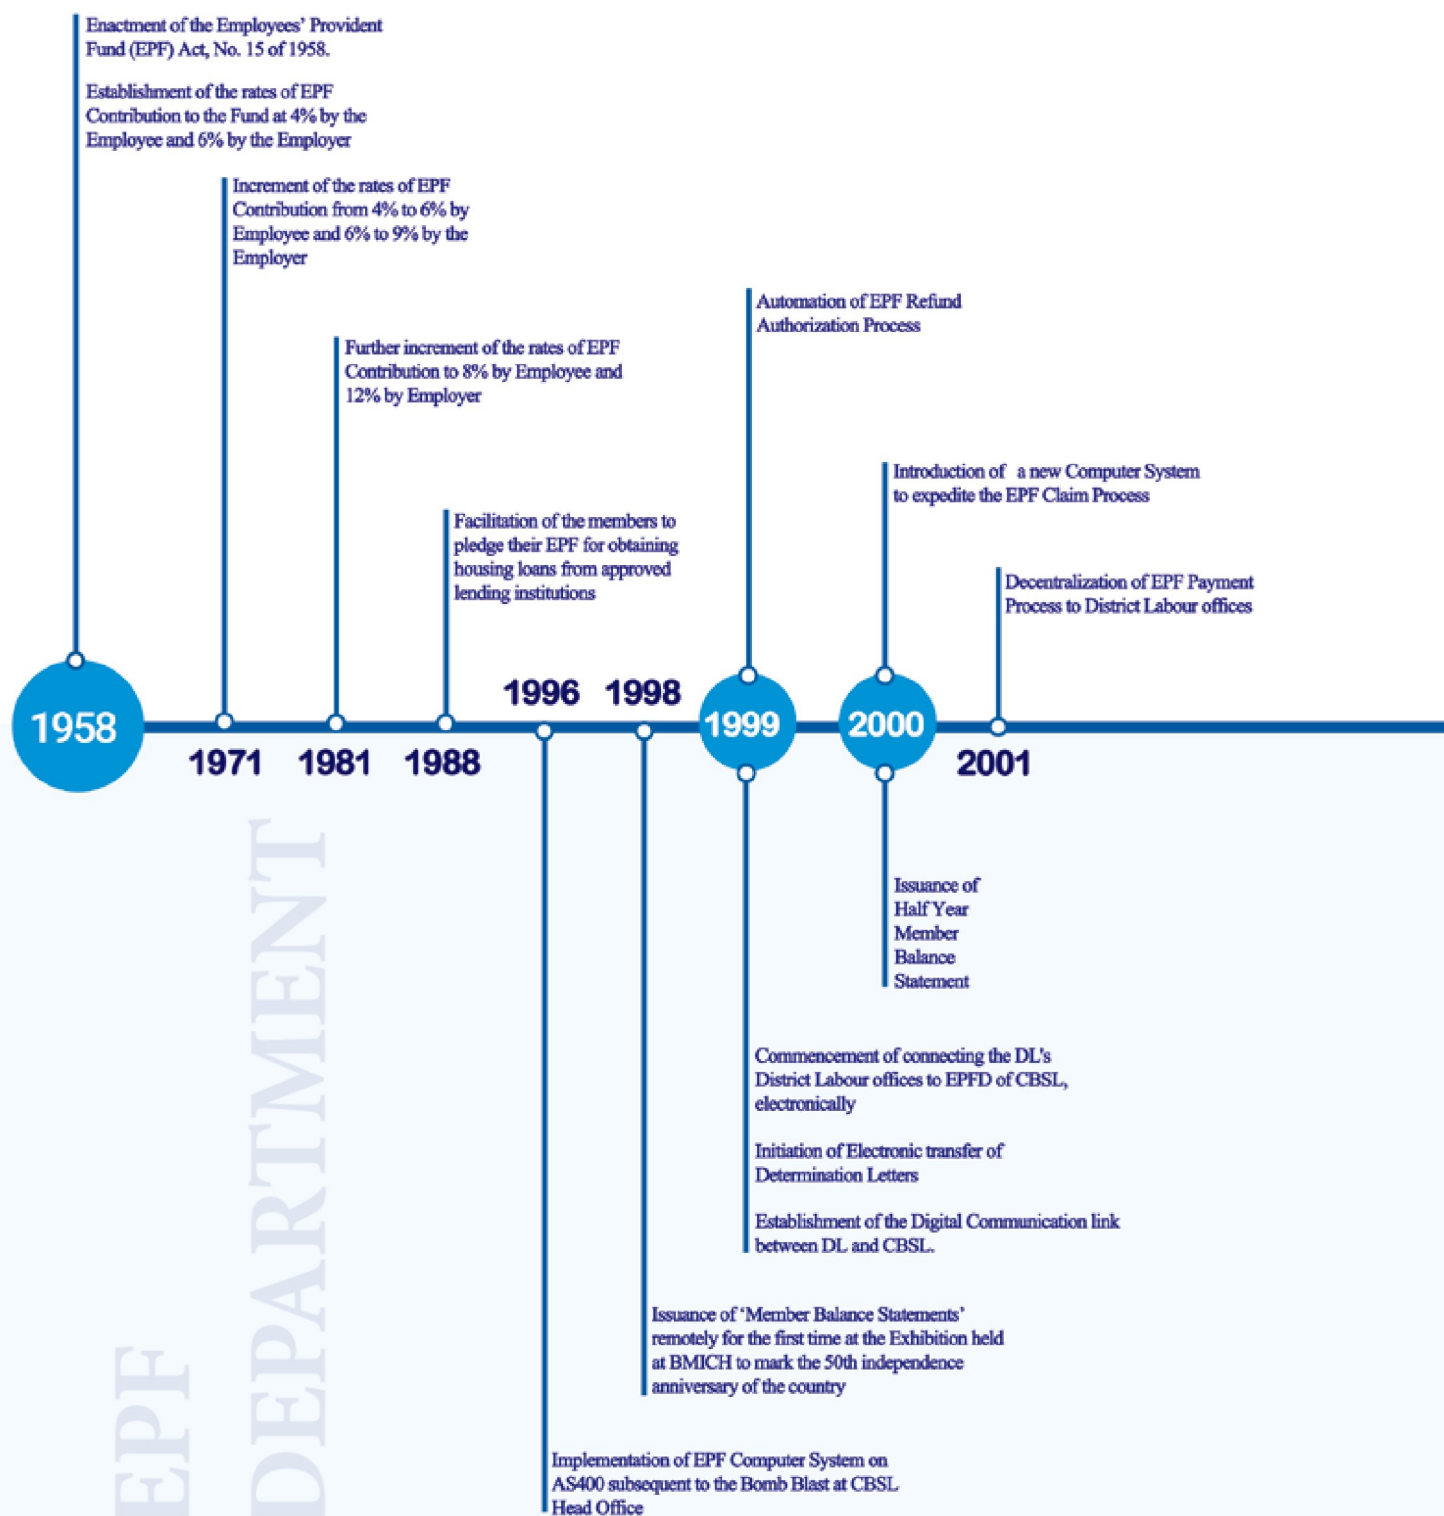 Enactment of the Employees’ Provident
Fund (EPF) Act, No. 15 of 1958.
Establishment of the rates of EPF
Contribution to the Fund at 4% by the
Employee and 6% by the Employer
Increment of the rates of EPF
Contribution from 4% to 6% by
Employee and 6% to 9% by the
Employer
Further increment of the rates of EPF
Contribution to 8% by Employee and
12% by Employer
Facilitation of the members to
pledge their EPF for obtaining
housing loans from approved
lending institutions
Automation of EPF Refund
Authorization Process
Introduction of a new Computer System
to expedite the EPF Claim Process
Decentralization of EPF Payment
Process to District Labour offices
1958
1971
1981
1988
1996
1998
1999
2000
2001
Issuance of
Half Year
Member
Balance
Statement
Commencement of connecting the DL's
District Labour offices to EPFD of CBSL,
electronically
Initiation of Electronic transfer of
Determination Letters
Establishment of the Digital Communication link
between DL and CBSL.
Issuance of ‘Member Balance Statements’
remotely for the first time at the Exhibition held
at BMICH to mark the 50th independence
anniversary of the country
Implementation of EPF Computer System on
AS400 subsequent to the Bomb Blast at CBSL
Head Office
EPF
DEPARTMENT